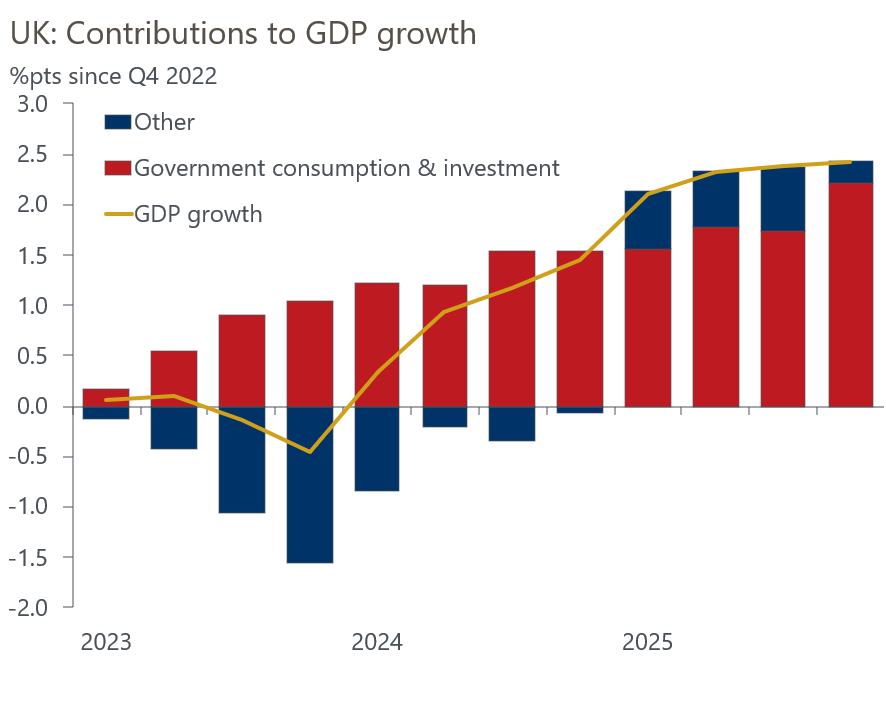 UK: Contributions to GDP growth
%pts since Q4 2022
3.0
Other
2.5
Government consumption & investment
2.0
GDP growth
1.5
1.0
0.5
0.0
-0.5
-1.0
-1.5
-2.0
2023 2024 2025